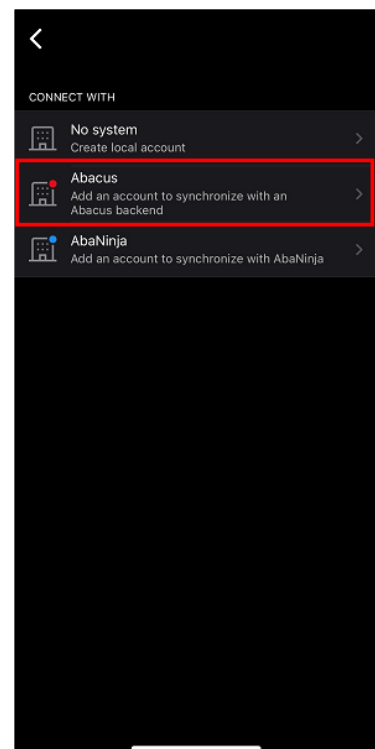 CONNECT WITH
No system
Create local account
Abacus
Add an account to synchronize with an
Abacus backend
AbaNinja
Add an account to synchronize with AbaNinja